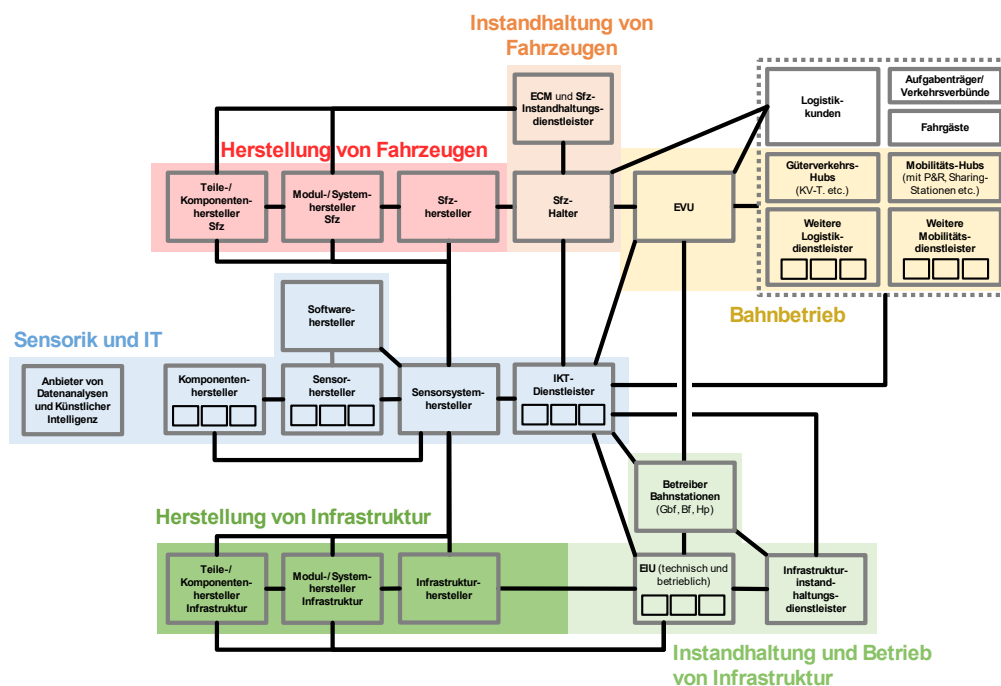 Instandhaltung von
Fahrzeugen
ECM und Sfz-
Instandhaltungs-
dienstleister
Logistik-
kunden
Aufgabenträger/
Verkehrsverbünde
Fahrgäste
Herstellung von Fahrzeugen
Teile-/
Komponenten-
hersteller
Sfz
Modul-/System-
hersteller
Sfz
Sfz-
hersteller
Sfz-
Halter
EVU
Güterverkehrs-
Hubs
(KV-T. etc.)
Mobilitäts-Hubs
(mit P&R, Sharing-
Stationen etc.)
Weitere
Logistik-
dienstleister
Weitere
Mobilitäts-
dienstleister
Bahnbetrieb
Sensorik und IT
Software-
hersteller
Anbieter von
Datenanalysen
und Künstlicher
Intelligenz
Komponenten-
hersteller
Sensor-
hersteller
Sensorsystem-
hersteller
IKT-
Dienstleister
Betreiber
Bahnstationen
(Gbf, Bf, Hp)
Herstellung von Infrastruktur
Teile-/
Komponenten-
hersteller
Infrastruktur
Modul-/System-
hersteller
Infrastruktur
Infrastruktur-
hersteller
EIU (technisch und
betrieblich)
Infrastruktur-
instand-
haltungs-
dienstleister
Instandhaltung und Betrieb
von Infrastruktur